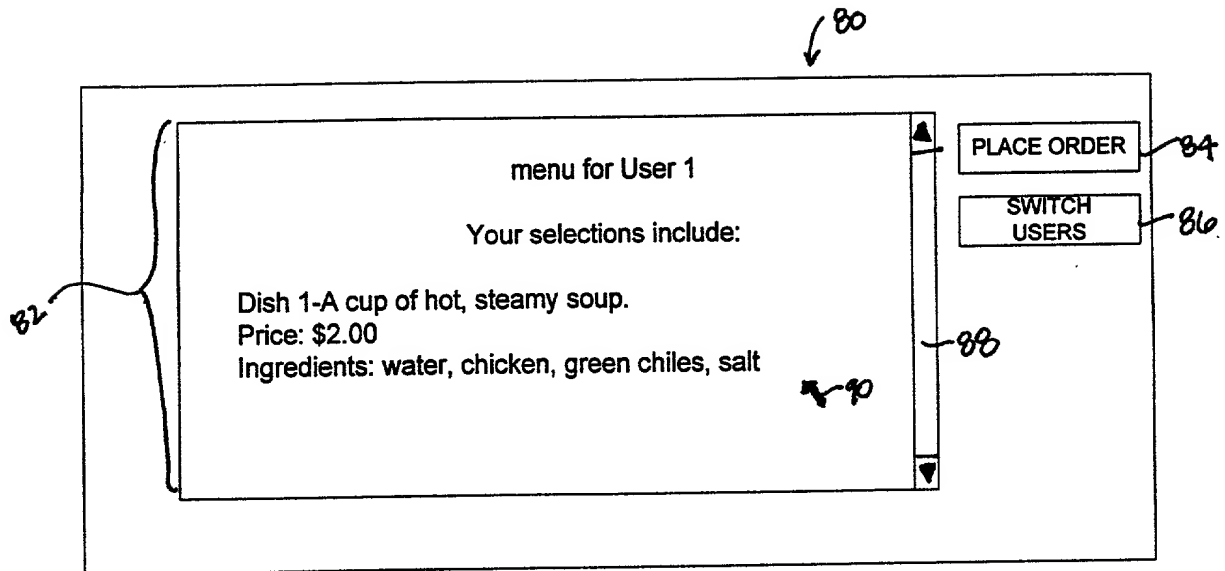 80
menu for User 1
Your selections include:
Dish 1-A cup of hot, steamy soup.
Price: $2.00
Ingredients: water, chicken, green chiles, salt
PLACE ORDER
84
SWITCH
USERS
86
82
88
90